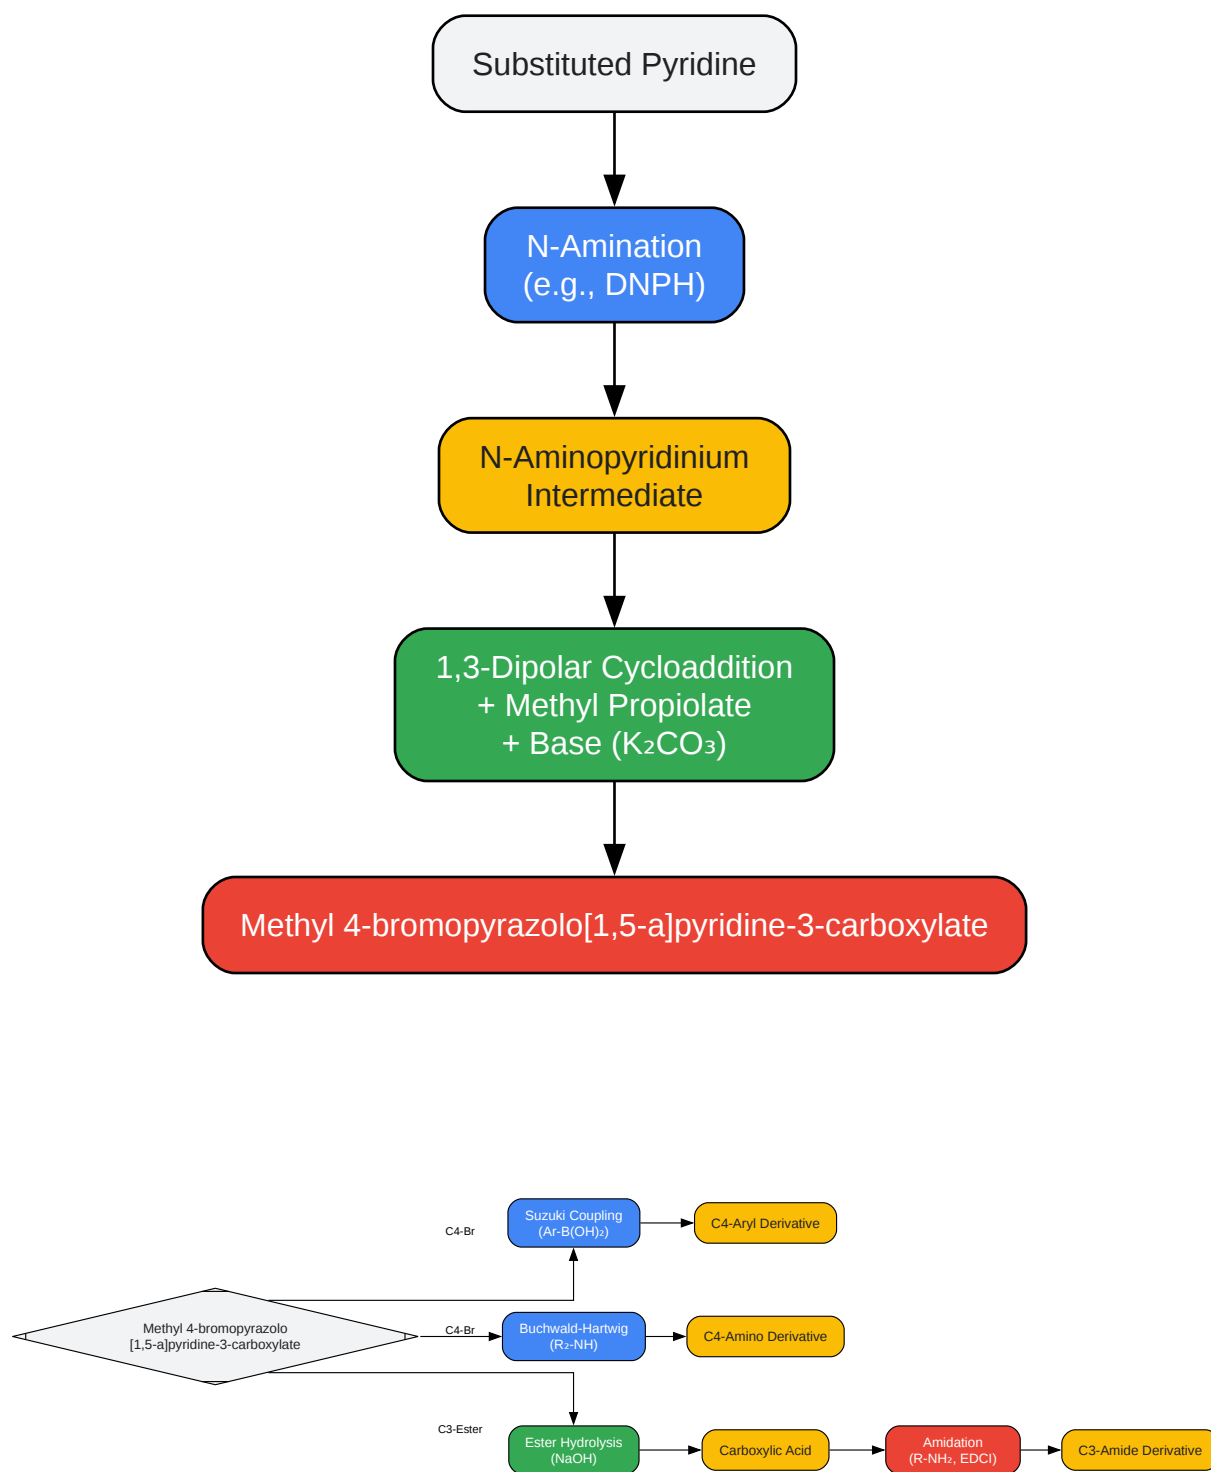 Substituted Pyridine
N-Amination
(e.g., DNPH)
N-Aminopyridinium
Intermediate
1,3-Dipolar Cycloaddition
+ Methyl Propiolate
+ Base (K₂CO₃)
Methyl 4-bromopyrazolo[1,5-a]pyridine-3-carboxylate
C4-Br
Suzuki Coupling
(Ar-B(OH)₂)
C4-Aryl Derivative
Methyl 4-bromopyrazolo
[1,5-a]pyridine-3-carboxylate
C4-Br
Buchwald-Hartwig
(R₂-NH)
C4-Amino Derivative
C3-Ester
Ester Hydrolysis
(NaOH)
Carboxylic Acid
Amidation
(R-NH₂, EDCI)
C3-Amide Derivative